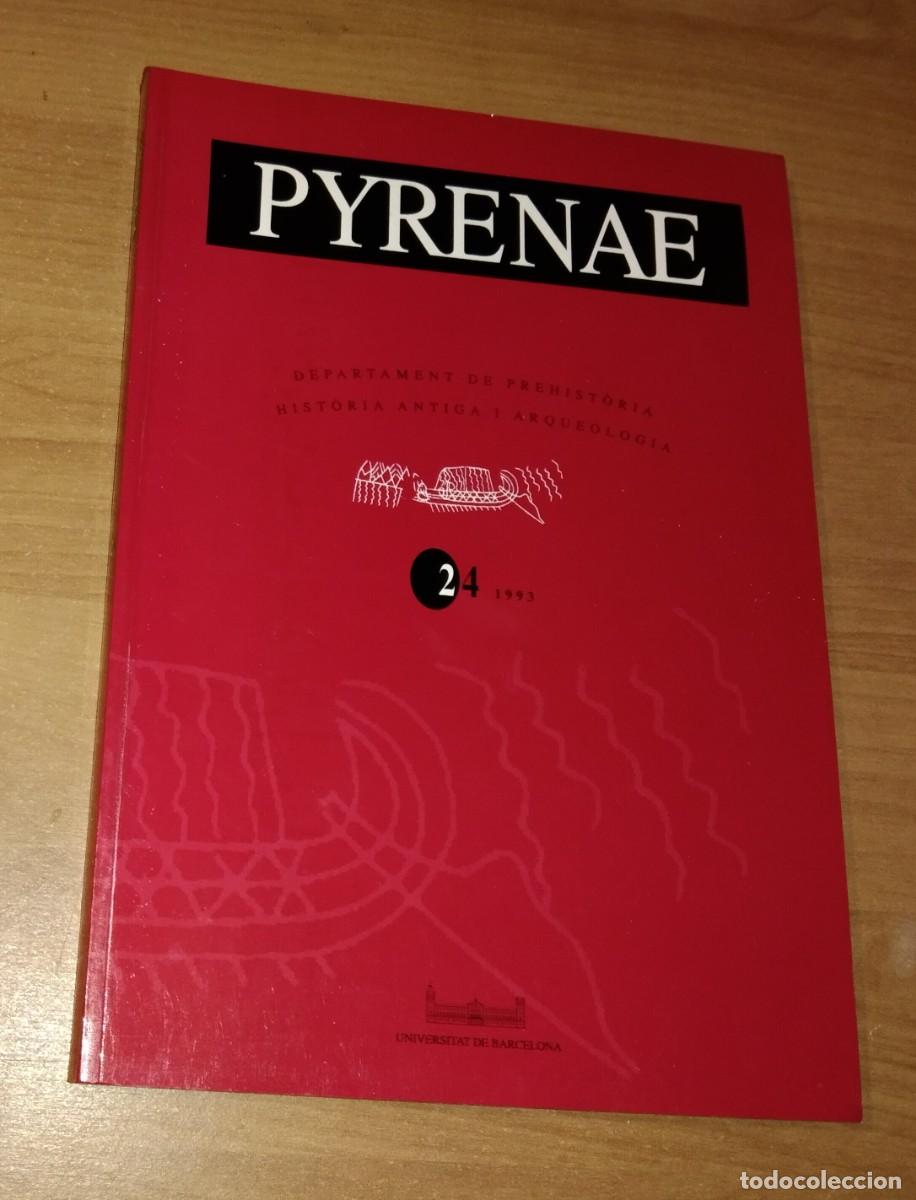 PYRENAE
DEPARTAMENT DE PREHISTÒRIA
HISTÒRIA ANTIGA I ARQUEOLOGIA
24 1993
UNIVERSITAT DE BARCELONA
todocoleccion